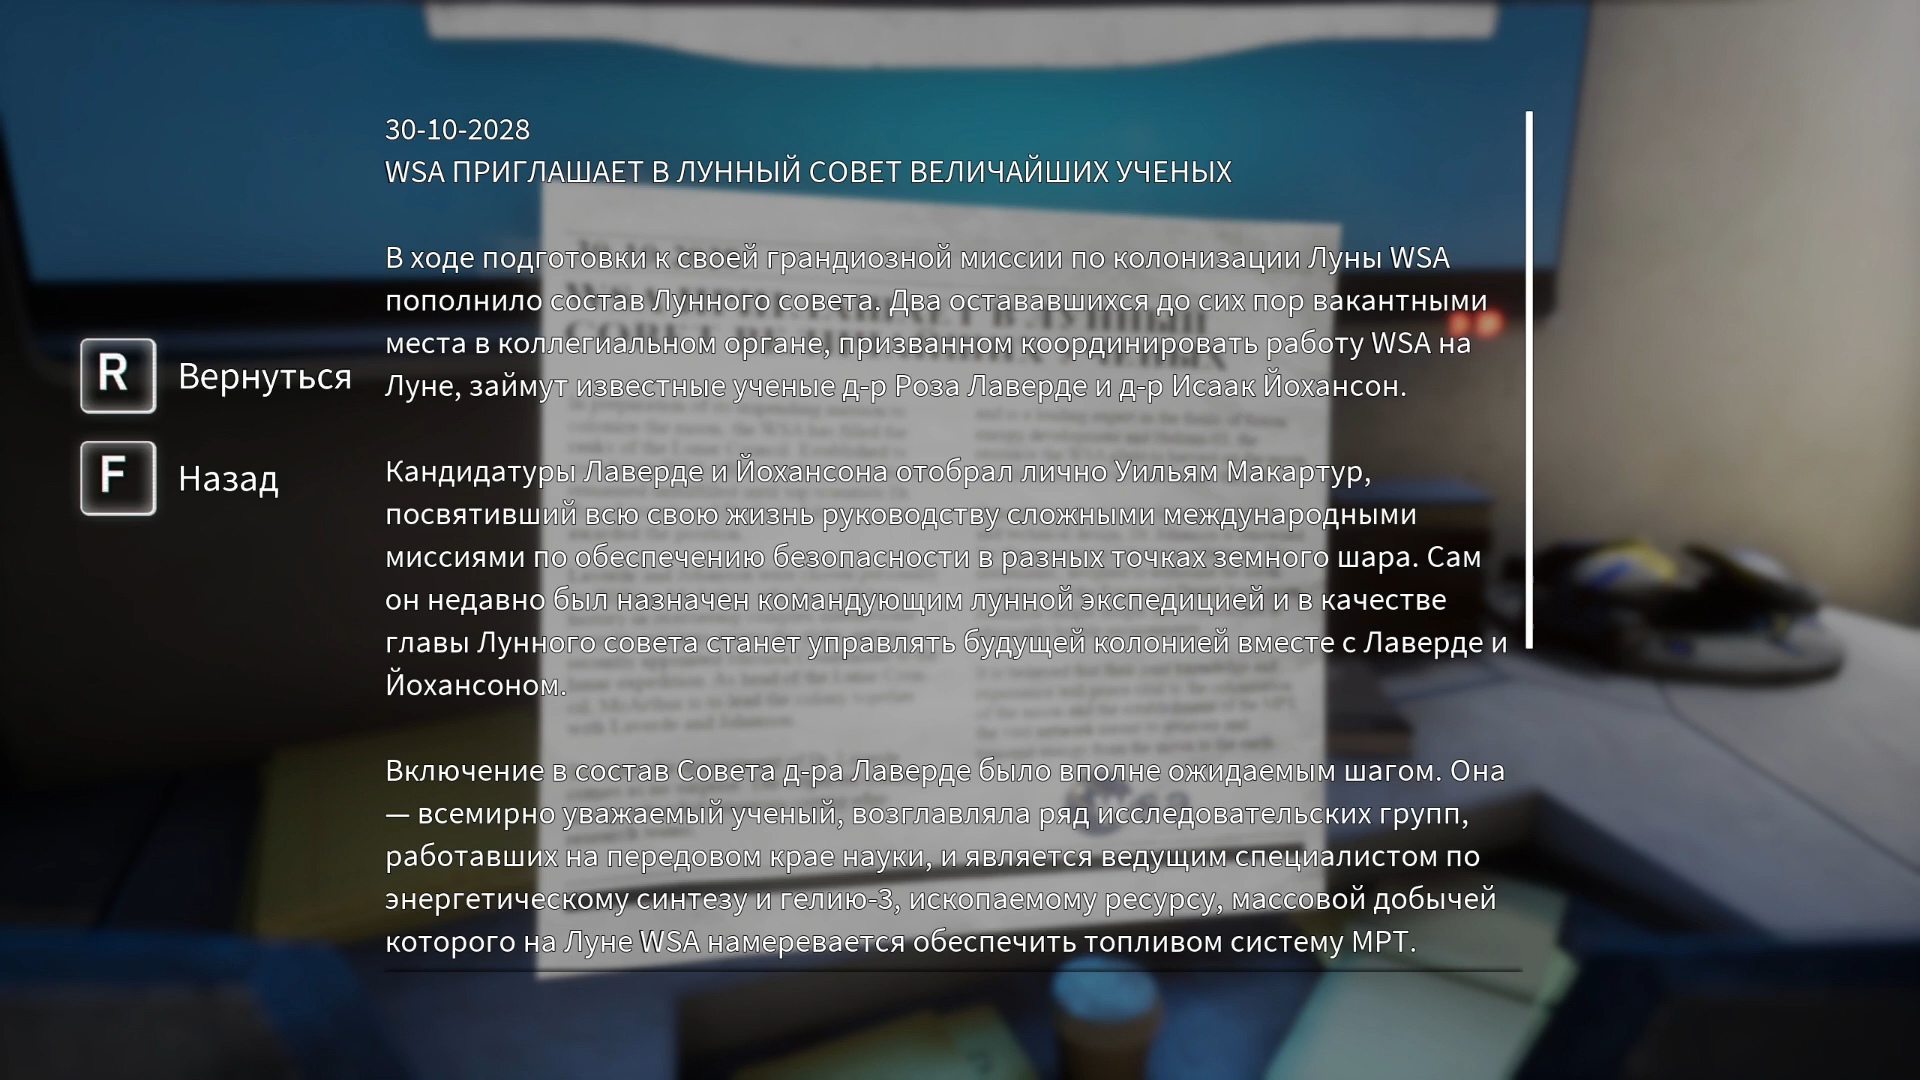 30-10-2028
WSA ПРИГЛАШАЕТ В ЛУННЫЙ СОВЕТ ВЕЛИЧАЙШИХ УЧЕНЫХ
В ходе подготовки к своей грандиозной миссии по колонизации Луны WSA
пополнило состав Лунного совета. Два остававшихся до сих пор вакантными
места в коллегиальном органе, призванном координировать работу WSA на
Луне, займут известные ученые д-р Роза Лаверде и д-р Исаак Йохансон.
R Вернуться
F Назад
Кандидатуры Лаверде и Йохансона отобрал лично Уильям Макартур,
посвятивший всю свою жизнь руководству сложными международными
миссиями по обеспечению безопасности в разных точках земного шара. Сам
он недавно был назначен командующим лунной экспедицией и в качестве
главы Лунного совета станет управлять будущей колонией вместе с Лаверде и
Йохансоном.
Включение в состав Совета д-ра Лаверде было вполне ожидаемым шагом. Она
— всемирно уважаемый ученый, возглавляла ряд исследовательских групп,
работавших на передовом крае науки, и является ведущим специалистом по
энергетическому синтезу и гелию-3, ископаемому ресурсу, массовой добычей
которого на Луне WSA намеревается обеспечить топливом систему МРТ.